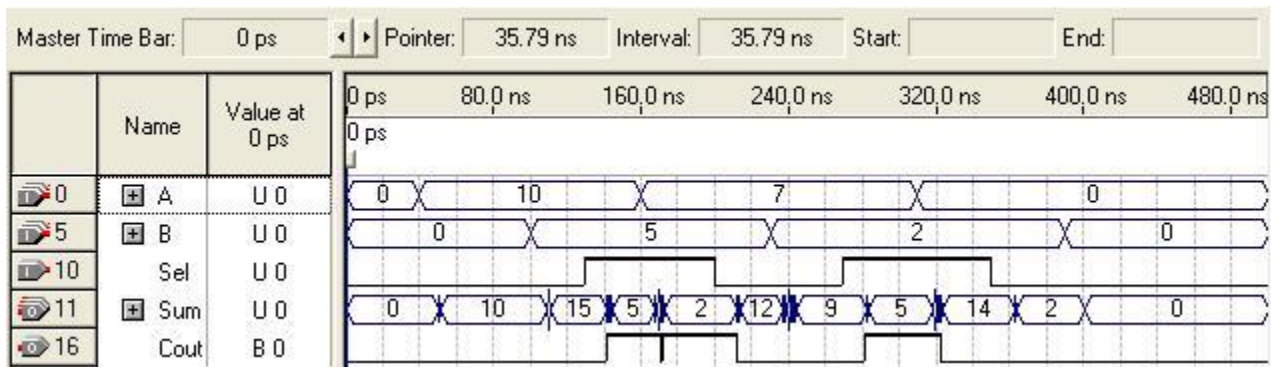 Master Time Bar: 0 ps Pointer: 35.79 ns Interval: 35.79 ns Start: End:
Name Value at 0 ps
0 ps 80.0 ns 160.0 ns 240.0 ns 320.0 ns 400.0 ns 480.0 ns
0 ps
0 A U 0 0 10 7 0
5 B U 0 0 5 2 0
10 Sel U 0
11 Sum U 0 0 10 15 5 2 12 9 5 14 2 0
16 Cout B 0